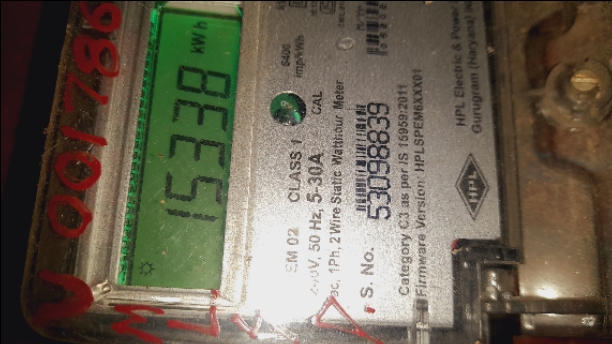 001786
15338 kWh
imp/kWh
EM 02 CLASS 1 CAL
50 Hz, 5-30A
1Ph, 2 Wire Static Watthour Meter
S. No. 53098839
Category C3 as per IS 15959:2011
Firmware Version: HPLSPEM6XXX01
HPL
HPL Electric & Power
Gurugram (Haryana)